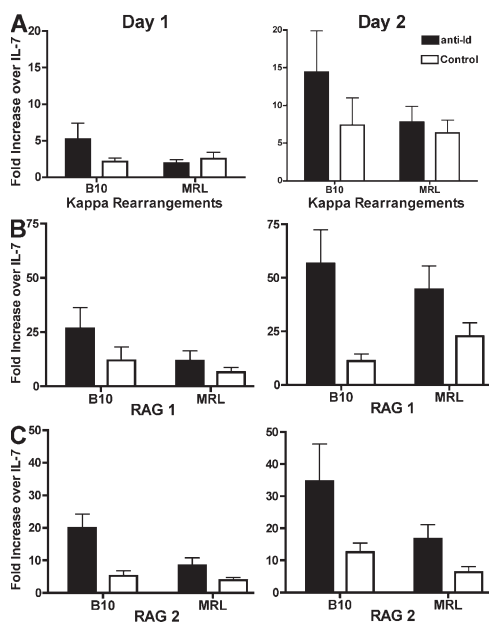 A
Day 1
Day 2
Fold Increase over IL-7
20
15
10
5
0
B10
MRL
Kappa Rearrangements
20
15
10
5
0
anti-Id
Control
B10
MRL
Kappa Rearrangements
B
Fold Increase over IL-7
75
50
25
0
B10
MRL
RAG 1
75
50
25
0
B10
MRL
RAG 1
C
Fold Increase over IL-7
50
40
30
20
10
0
B10
MRL
RAG 2
50
40
30
20
10
0
B10
MRL
RAG 2